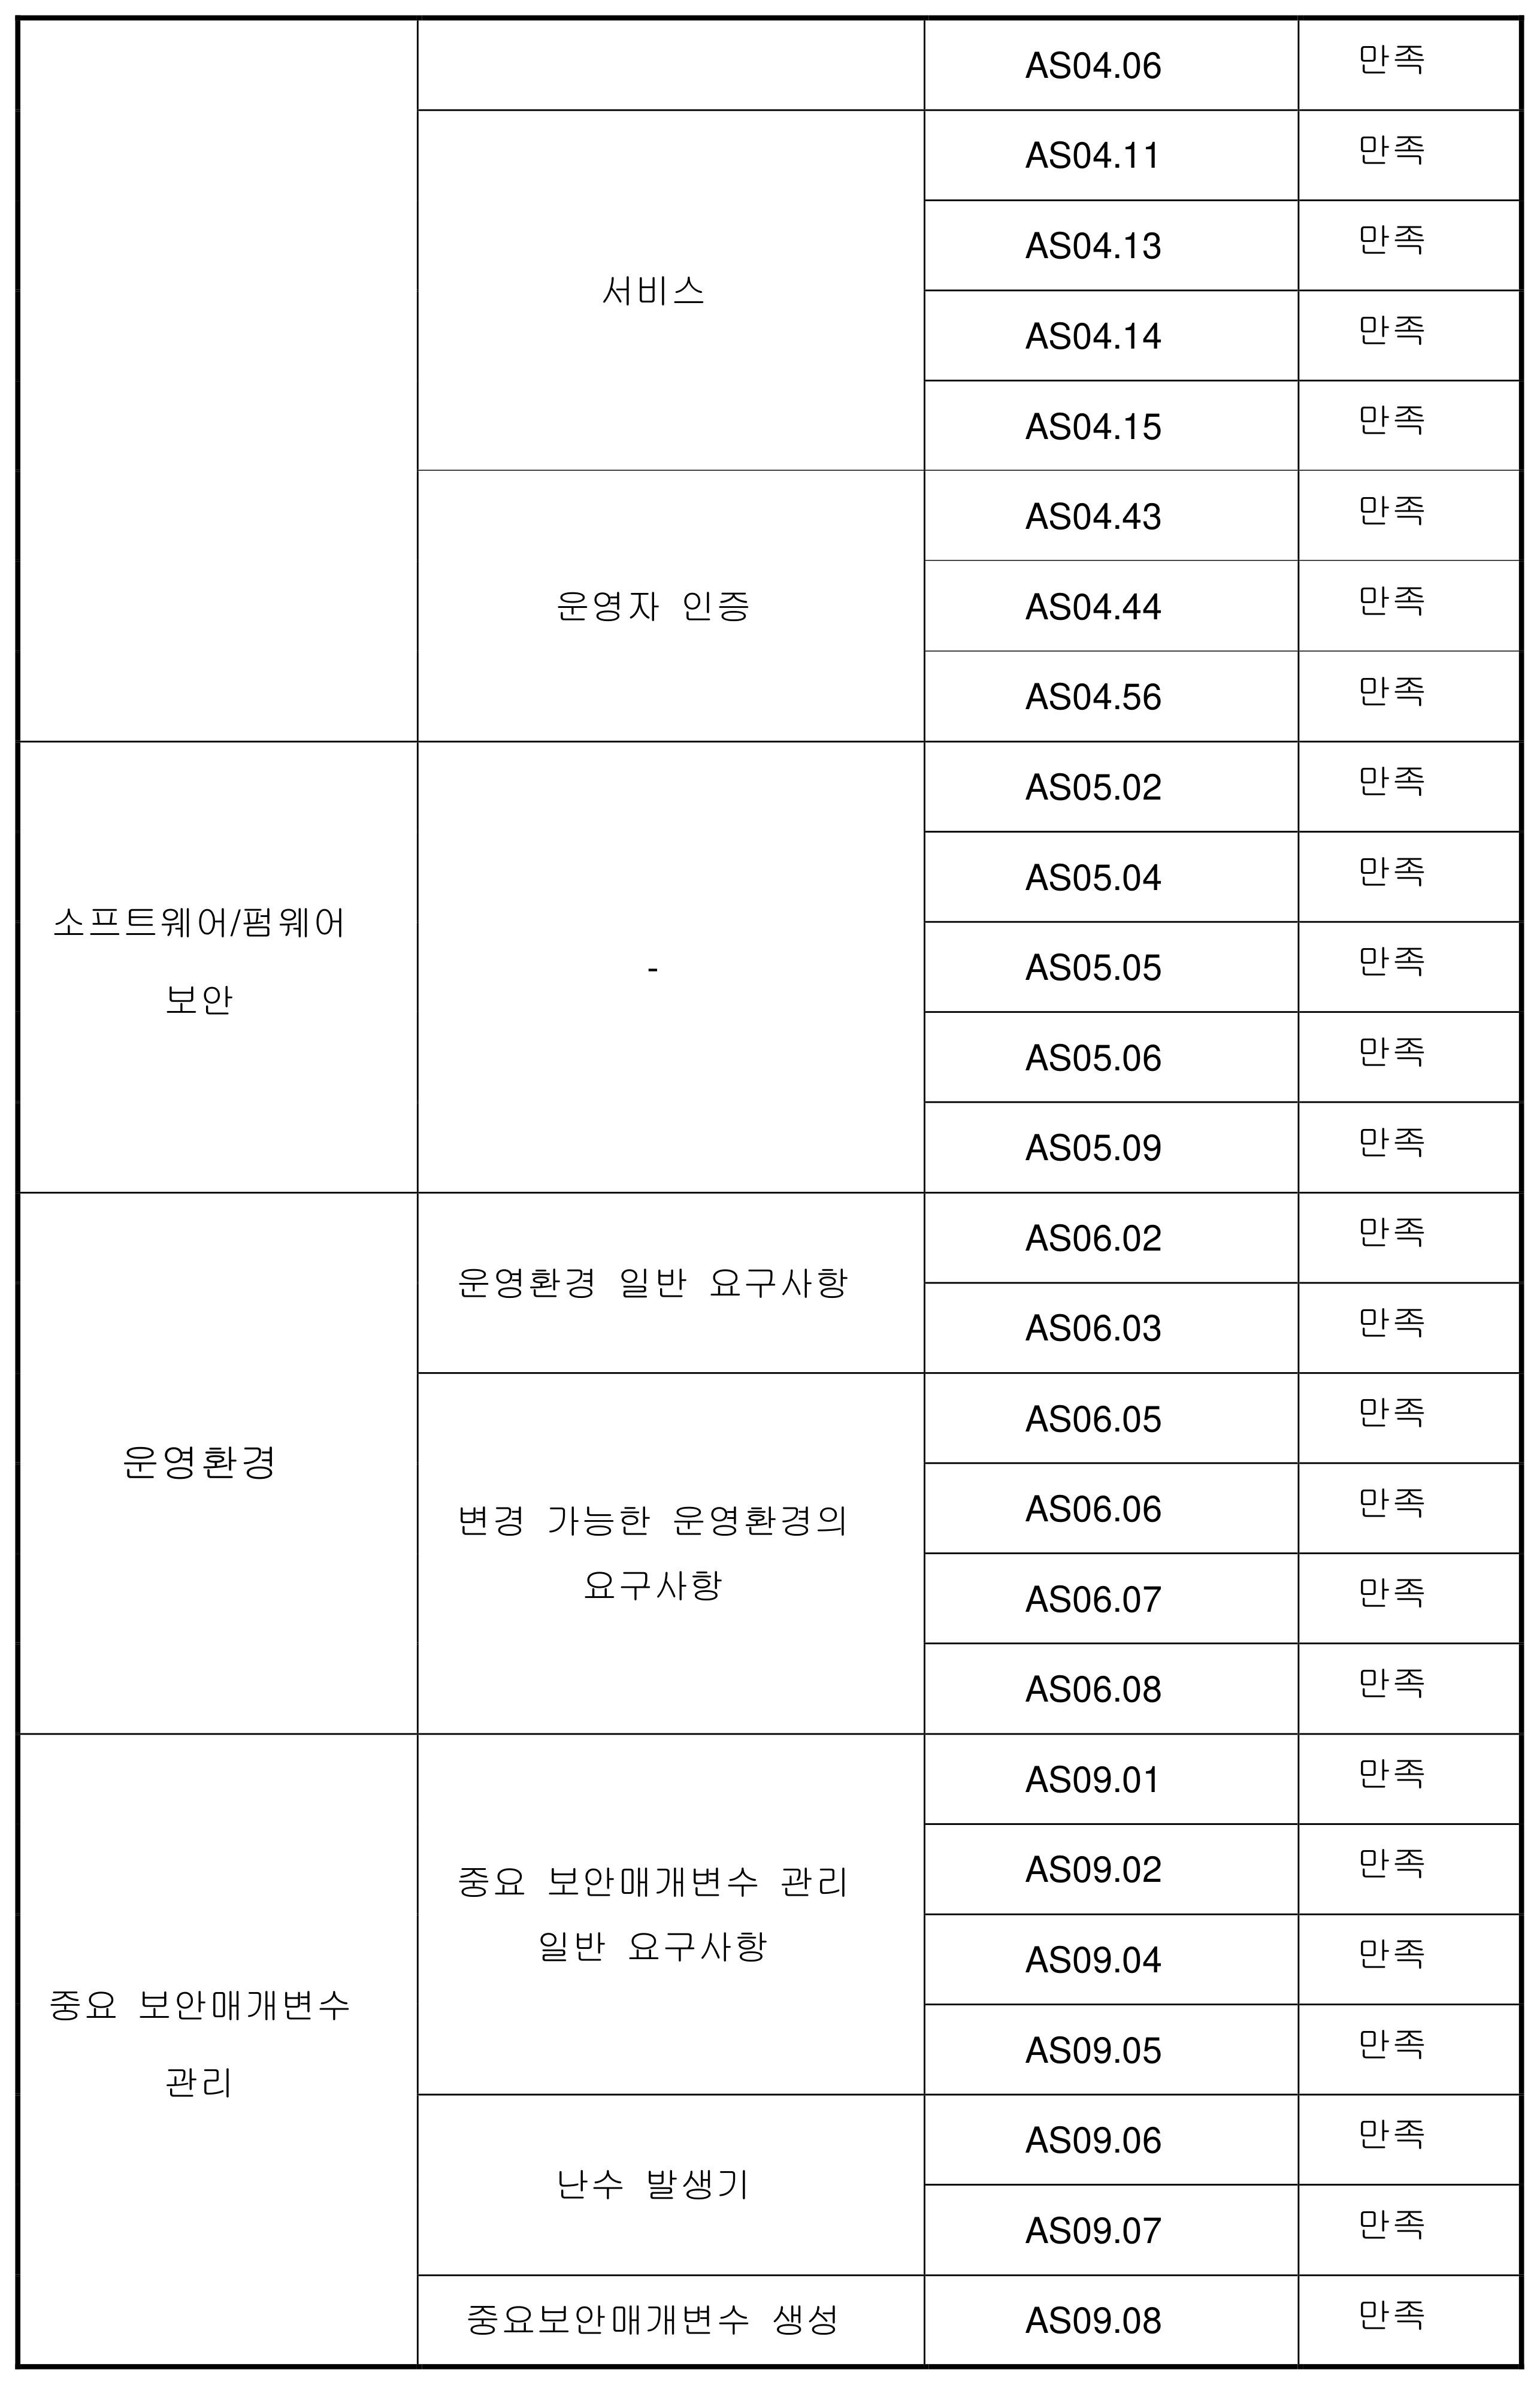 AS04.06 만족
AS04.11 만족
AS04.13 만족
서비스
AS04.14 만족
AS04.15 만족
AS04.43 만족
운영자 인증
AS04.44 만족
AS04.56 만족
AS05.02 만족
AS05.04 만족
소프트웨어/펌웨어
보안
-
AS05.05 만족
AS05.06 만족
AS05.09 만족
AS06.02 만족
운영환경 일반 요구사항
AS06.03 만족
AS06.05 만족
운영환경
변경 가능한 운영환경의
요구사항
AS06.06 만족
AS06.07 만족
AS06.08 만족
AS09.01 만족
AS09.02 만족
중요 보안매개변수 관리
일반 요구사항
AS09.04 만족
AS09.05 만족
중요 보안매개변수
관리
AS09.06 만족
난수 발생기
AS09.07 만족
중요보안매개변수 생성 AS09.08 만족